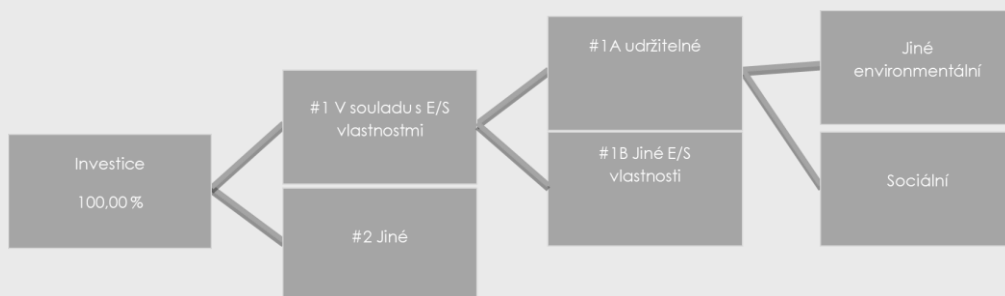 Investice
100,00 %
#1 V souladu s E/S
vlastnostmi
#2 Jiné
#1A udržitelné
#1B Jiné E/S
vlastnosti
Jiné
environmentální
Sociální